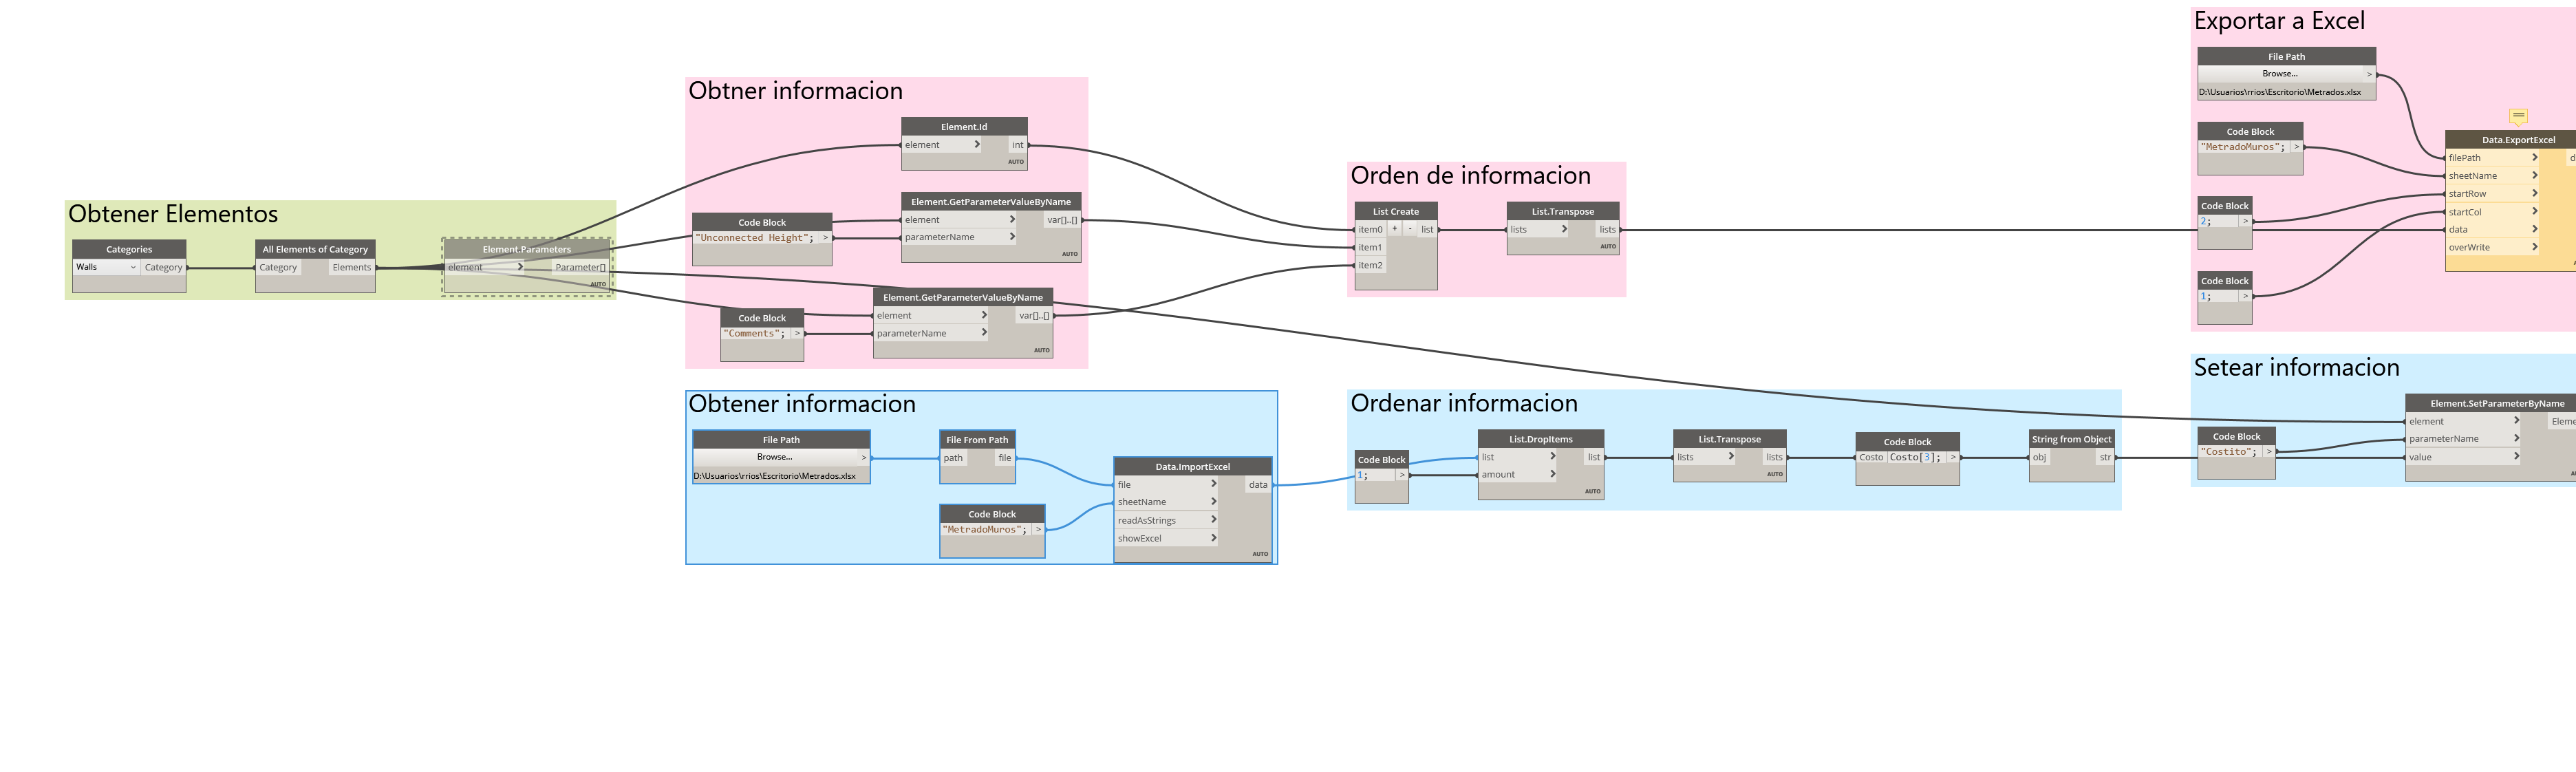 Obtener Elementos
Categories
Walls
Category
All Elements of Category
Category
Elements
Element.Parameters
element
Parameter[]
AUTO
Obtner informacion
Element.Id
element > int
AUTO
Code Block
"Unconnected Height"; >
Element.GetParameterValueByName
element > var[]..[]
parameterName >
AUTO
Code Block
"Comments"; >
Element.GetParameterValueByName
element > var[]..[]
parameterName >
AUTO
Orden de informacion
List Create
item0 + - list
item1
item2
List.Transpose
lists > lists
AUTO
Exportar a Excel
File Path
Browse... >
D:\Usuarios\rrios\Escritorio\Metrados.xlsx
Code Block
"MetradoMuros"; >
Code Block
2; >
Code Block
1; >
Data.ExportExcel
filePath >
sheetName >
startRow >
startCol >
data >
overWrite >
Obtener informacion
File Path
Browse... >
D:\Usuarios\rrios\Escritorio\Metrados.xlsx
File From Path
path file
Code Block
"MetradoMuros"; >
Data.ImportExcel
file > data
sheetName >
readAsStrings >
showExcel >
AUTO
Ordenar informacion
Code Block
1; >
List.DropItems
list > list
amount >
AUTO
List.Transpose
lists > lists
AUTO
Code Block
Costo Costo[3]; >
String from Object
obj str
Setear informacion
Code Block
"Costito"; >
Element.SetParameterByName
element >
parameterName >
value >